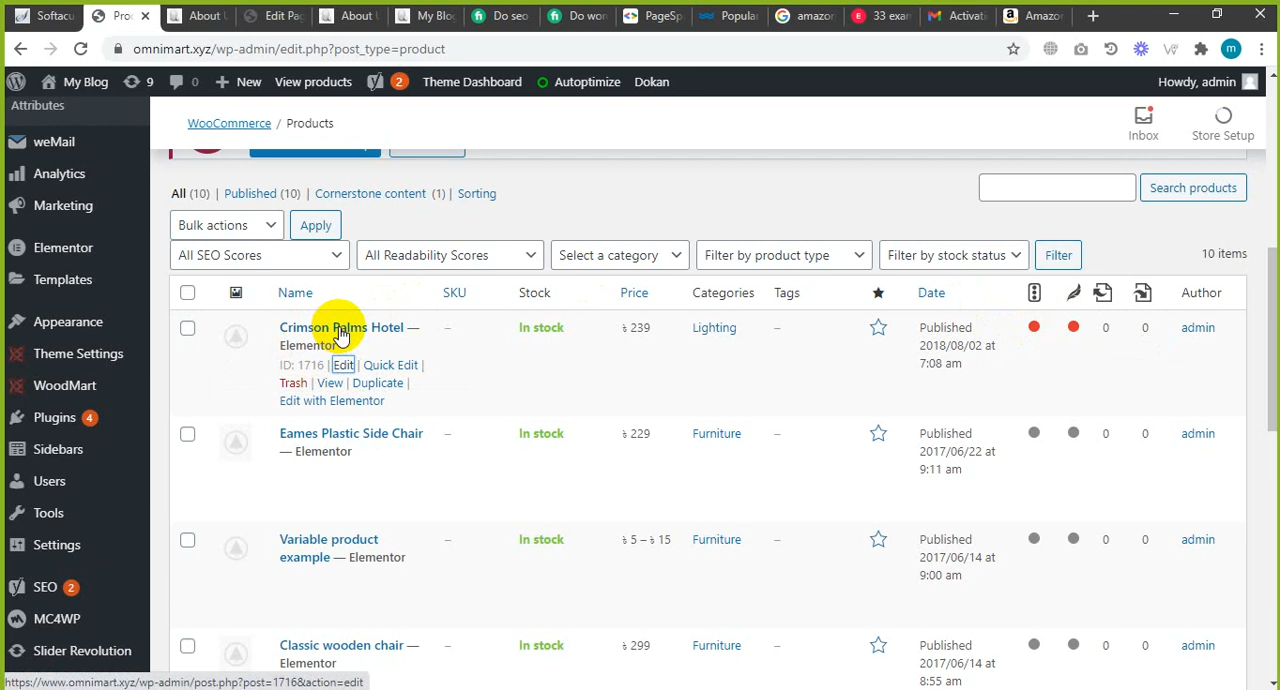 Softacu
Proc
About U
Edit Pag
About U
My Blog
Do seo
Do wor
PageSp
Popular
amazon
33 exar
Activati
Amazon
omnimart.xyz/wp-admin/edit.php?post_type=product
m
My Blog 9 0 New View products 2 Theme Dashboard Autoptimize Dokan Howdy, admin
Attributes
weMail
Analytics
Marketing
Elementor
Templates
Appearance
Theme Settings
WoodMart
Plugins 4
Sidebars
Users
Tools
Settings
SEO 2
MC4WP
Slider Revolution
WooCommerce / Products
Inbox
Store Setup
All (10) | Published (10) | Cornerstone content (1) | Sorting
Search products
Bulk actions Apply
All SEO Scores All Readability Scores Select a category Filter by product type Filter by stock status Filter 10 items
Name SKU Stock Price Categories Tags Date Author
Crimson Palms Hotel — – In stock ৳ 239 Lighting – Published 0 0 admin
Elementor 2018/08/02 at
ID: 1716 | Edit | Quick Edit | 7:08 am
Trash | View | Duplicate |
Edit with Elementor
Eames Plastic Side Chair – In stock ৳ 229 Furniture – Published 0 0 admin
— Elementor 2017/06/22 at
9:11 am
Variable product – In stock ৳ 5 – ৳ 15 Furniture – Published 0 0 admin
example — Elementor 2017/06/14 at
9:00 am
Classic wooden chair — – In stock ৳ 299 Furniture – Published 0 0 admin
Elementor 2017/06/14 at
8:55 am
https://www.omnimart.xyz/wp-admin/post.php?post=1716&action=edit